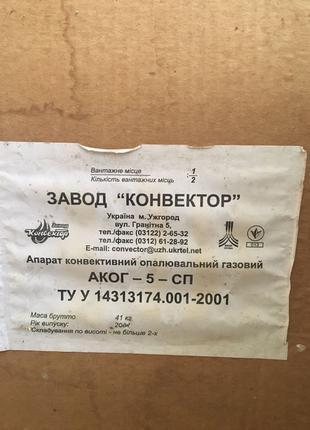 Вантажне місце 1
Кількість вантажних місць 2
ЗАВОД "КОНВЕКТОР"
Україна м. Ужгород
вул. Гранітна 5,
тел./факс (03122) 2-65-32
тел./факс (0312) 61-28-92
E-mail: convector@uzh.ukrtel.net
Конвектор
Апарат конвективний опалювальний газовий
АКОГ – 5 – СП
ТУ У 14313174.001-2001
Маса брутто 41 кг
Рік випуску:
Складування по висоті - не більше 2-х